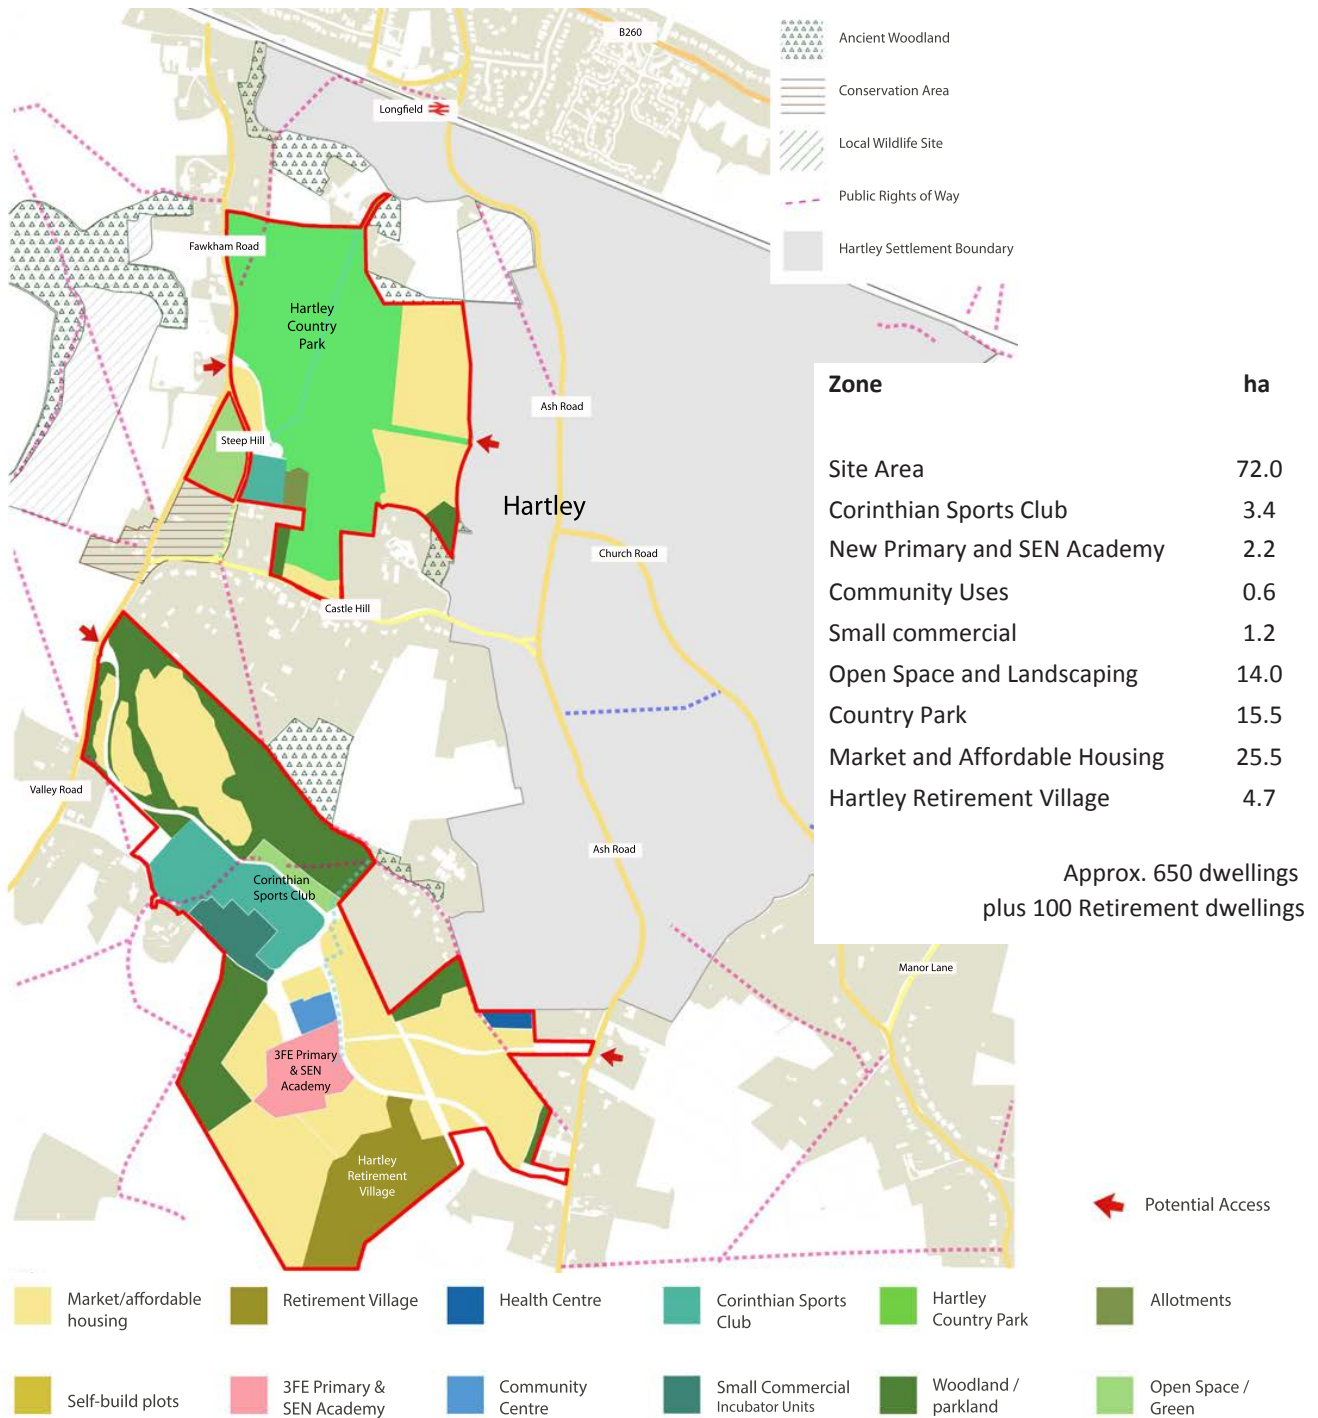 B260
Longfield
Fawkham Road
Hartley
Country
Park
Steep Hill
Ash Road
Hartley
Church Road
Castle Hill
Valley Road
Ash Road
Corinthian
Sports Club
Manor Lane
3FE Primary
& SEN
Academy
Hartley
Retirement
Village
Ancient Woodland
Conservation Area
Local Wildlife Site
Public Rights of Way
Hartley Settlement Boundary
Zone ha
Site Area 72.0
Corinthian Sports Club 3.4
New Primary and SEN Academy 2.2
Community Uses 0.6
Small commercial 1.2
Open Space and Landscaping 14.0
Country Park 15.5
Market and Affordable Housing 25.5
Hartley Retirement Village 4.7
Approx. 650 dwellings
plus 100 Retirement dwellings
Potential Access
Market/affordable
housing
Retirement Village
Health Centre
Corinthian Sports
Club
Hartley
Country Park
Allotments
Self-build plots
3FE Primary &
SEN Academy
Community
Centre
Small Commercial
Incubator Units
Woodland /
parkland
Open Space /
Green